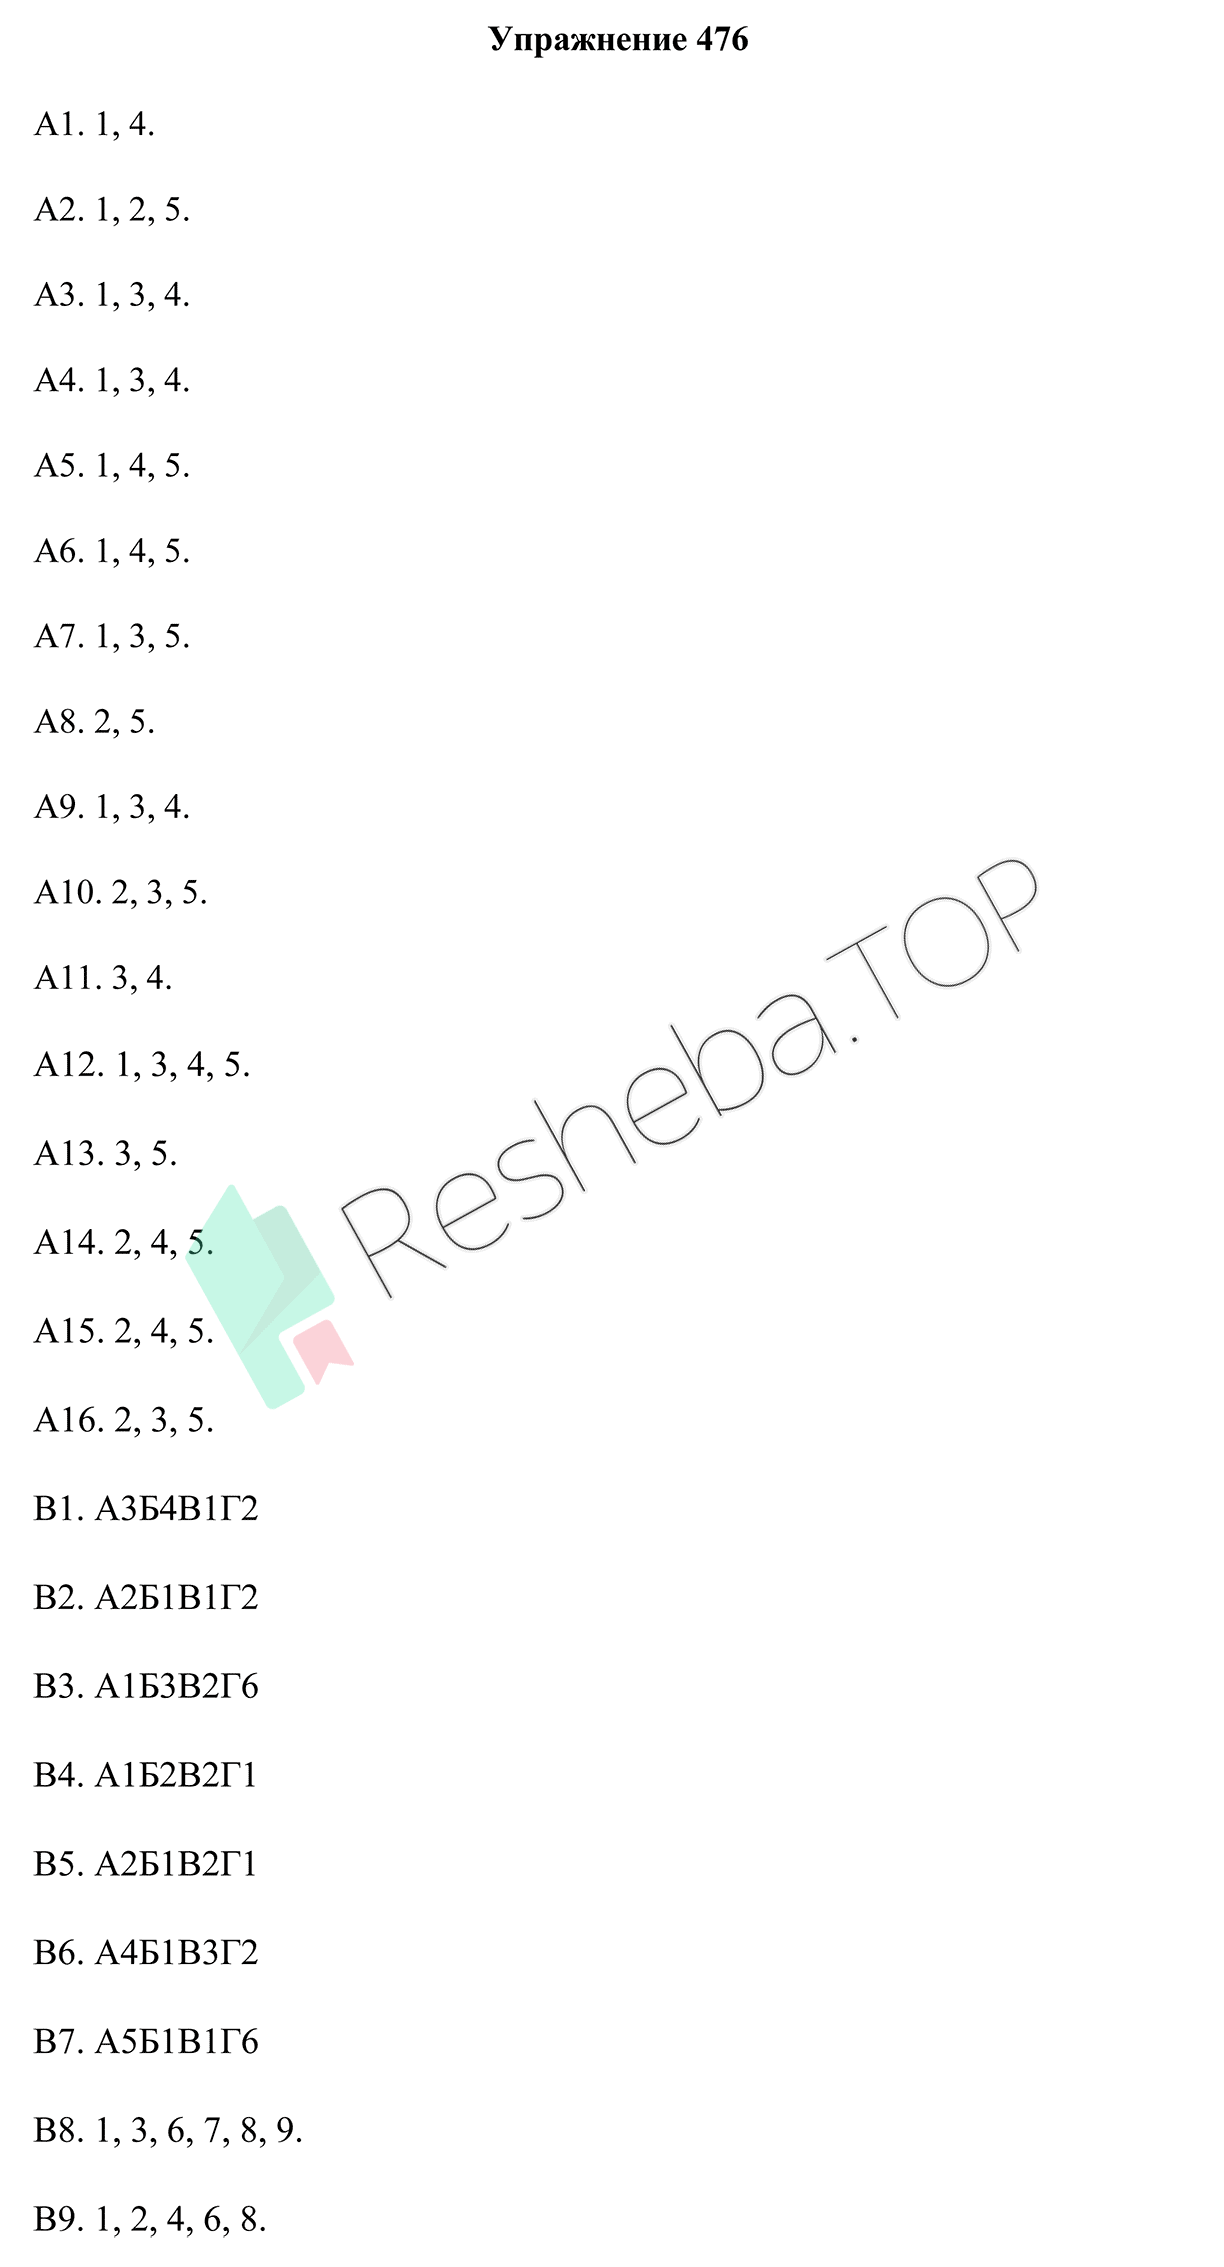 Упражнение 476
А1. 1, 4.
А2. 1, 2, 5.
А3. 1, 3, 4.
А4. 1, 3, 4.
А5. 1, 4, 5.
А6. 1, 4, 5.
А7. 1, 3, 5.
А8. 2, 5.
А9. 1, 3, 4.
А10. 2, 3, 5.
А11. 3, 4.
А12. 1, 3, 4, 5.
А13. 3, 5.
А14. 2, 4, 5.
А15. 2, 4, 5.
А16. 2, 3, 5.
В1. А3Б4В1Г2
В2. А2Б1В1Г2
В3. А1Б3В2Г6
В4. А1Б2В2Г1
В5. А2Б1В2Г1
В6. А4Б1В3Г2
В7. А5Б1В1Г6
В8. 1, 3, 6, 7, 8, 9.
В9. 1, 2, 4, 6, 8.
Resheba.TOP